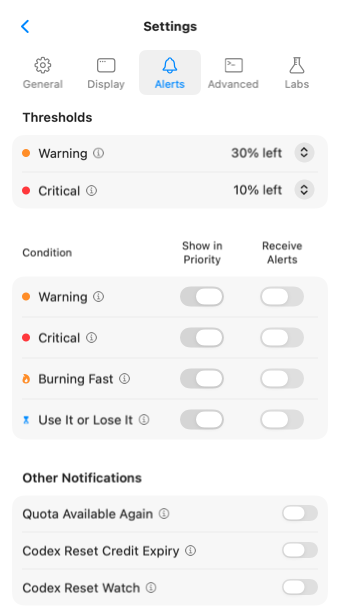 Settings
General Display Alerts Advanced Labs
Thresholds
Warning 30% left
Critical 10% left
Condition Show in Priority Receive Alerts
Warning
Critical
Burning Fast
Use It or Lose It
Other Notifications
Quota Available Again
Codex Reset Credit Expiry
Codex Reset Watch